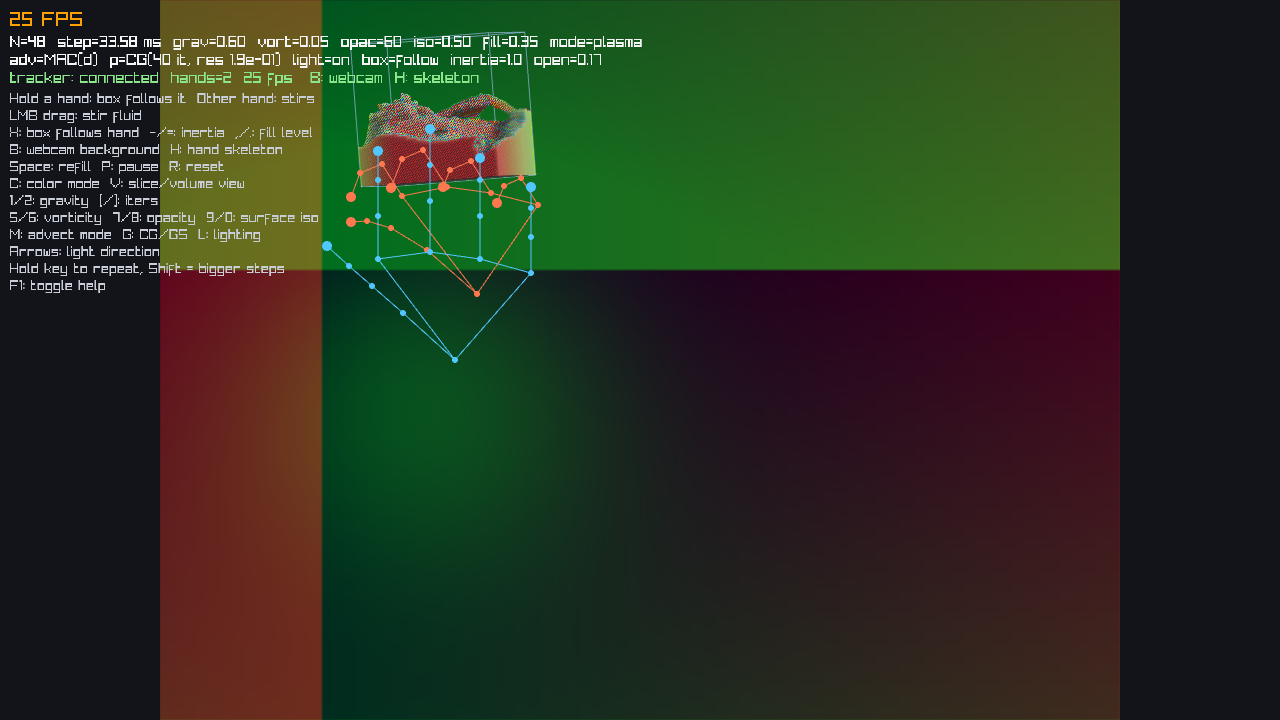 25 FPS
N=48 step=33.58 ms grav=0.60 vort=0.05 opac=60 iso=0.50 fill=0.35 mode=plasma
adv=MAC(d) p=CG(40 it, res 1.9e-01) light=on box=follow inertia=1.0 open=0.17
tracker: connected hands=2 25 fps B: webcam H: skeleton
Hold a hand: box follows it Other hand: stirs
LMB drag: stir fluid
X: box follows hand -/=: inertia ,/.: fill level
B: webcam background H: hand skeleton
Space: refill P: pause R: reset
C: color mode V: slice/volume view
1/2: gravity [/]: iters
5/6: vorticity 7/8: opacity 9/0: surface iso
M: advect mode G: CG/GS L: lighting
Arrows: light direction
Hold key to repeat, Shift = bigger steps
F1: toggle help